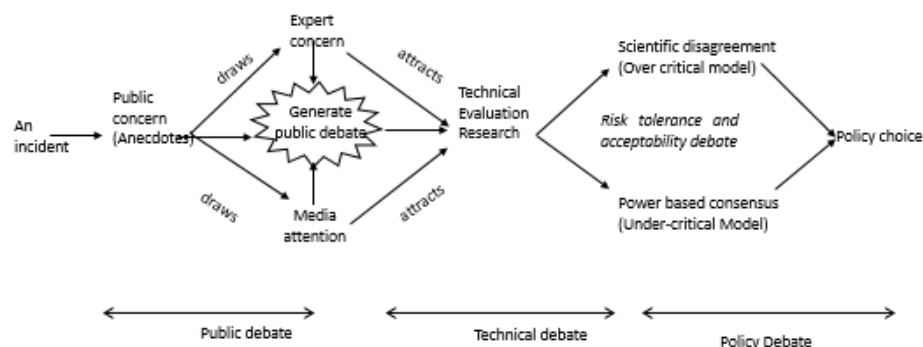 An
incident
Public
concern
(Anecdotes)
draws
draws
Expert
concern
Generate
public debate
Media
attention
attracts
attracts
Technical
Evaluation
Research
Scientific disagreement
(Over critical model)
Risk tolerance and
acceptability debate
Power based consensus
(Under-critical Model)
Policy choice
Public debate
Technical debate
Policy Debate